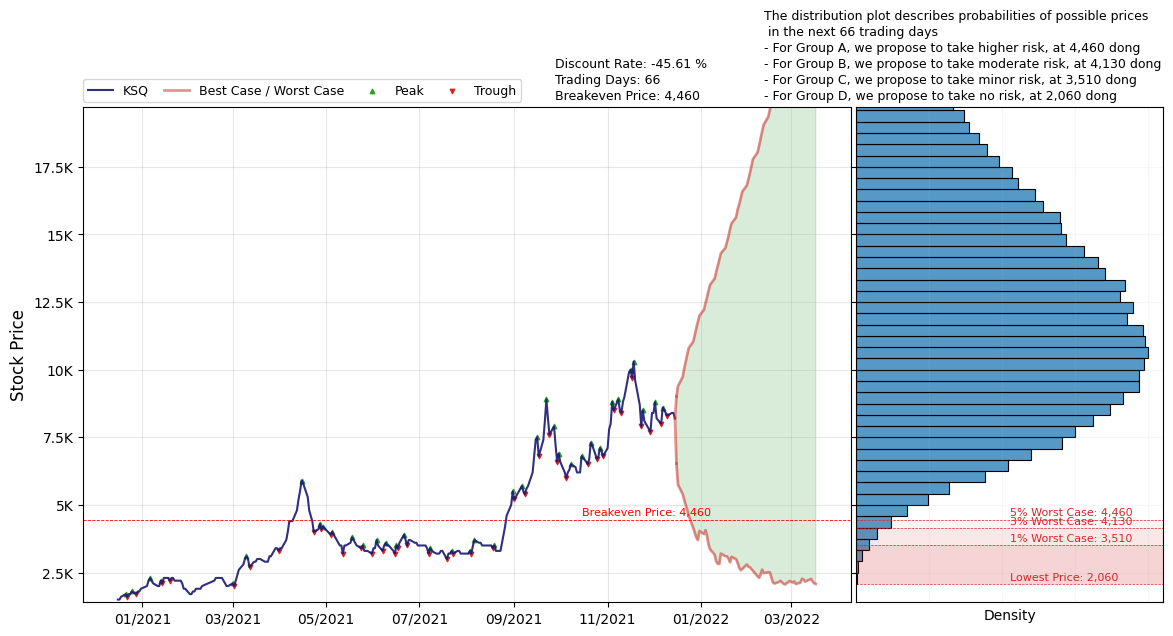 The distribution plot describes probabilities of possible prices
in the next 66 trading days
- For Group A, we propose to take higher risk, at 4,460 dong
- For Group B, we propose to take moderate risk, at 4,130 dong
- For Group C, we propose to take minor risk, at 3,510 dong
- For Group D, we propose to take no risk, at 2,060 dong
Discount Rate: -45.61 %
Trading Days: 66
Breakeven Price: 4,460
KSQ
Best Case / Worst Case
Peak
Trough
Stock Price
17.5K
15K
12.5K
10K
7.5K
5K
2.5K
Breakeven Price: 4,460
5% Worst Case: 4,460
3% Worst Case: 4,130
1% Worst Case: 3,510
Lowest Price: 2,060
01/2021
03/2021
05/2021
07/2021
09/2021
11/2021
01/2022
03/2022
Density